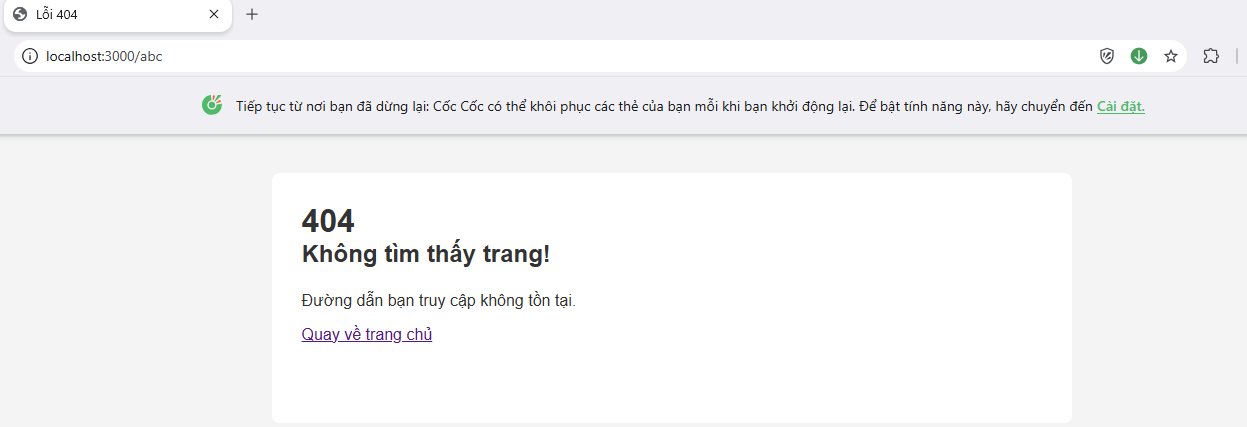 Lỗi 404
localhost:3000/abc
Tiếp tục từ nơi bạn đã dừng lại: Cốc Cốc có thể khôi phục các thẻ của bạn mỗi khi bạn khởi động lại. Để bật tính năng này, hãy chuyển đến Cài đặt.
404
Không tìm thấy trang!
Đường dẫn bạn truy cập không tồn tại.
Quay về trang chủ